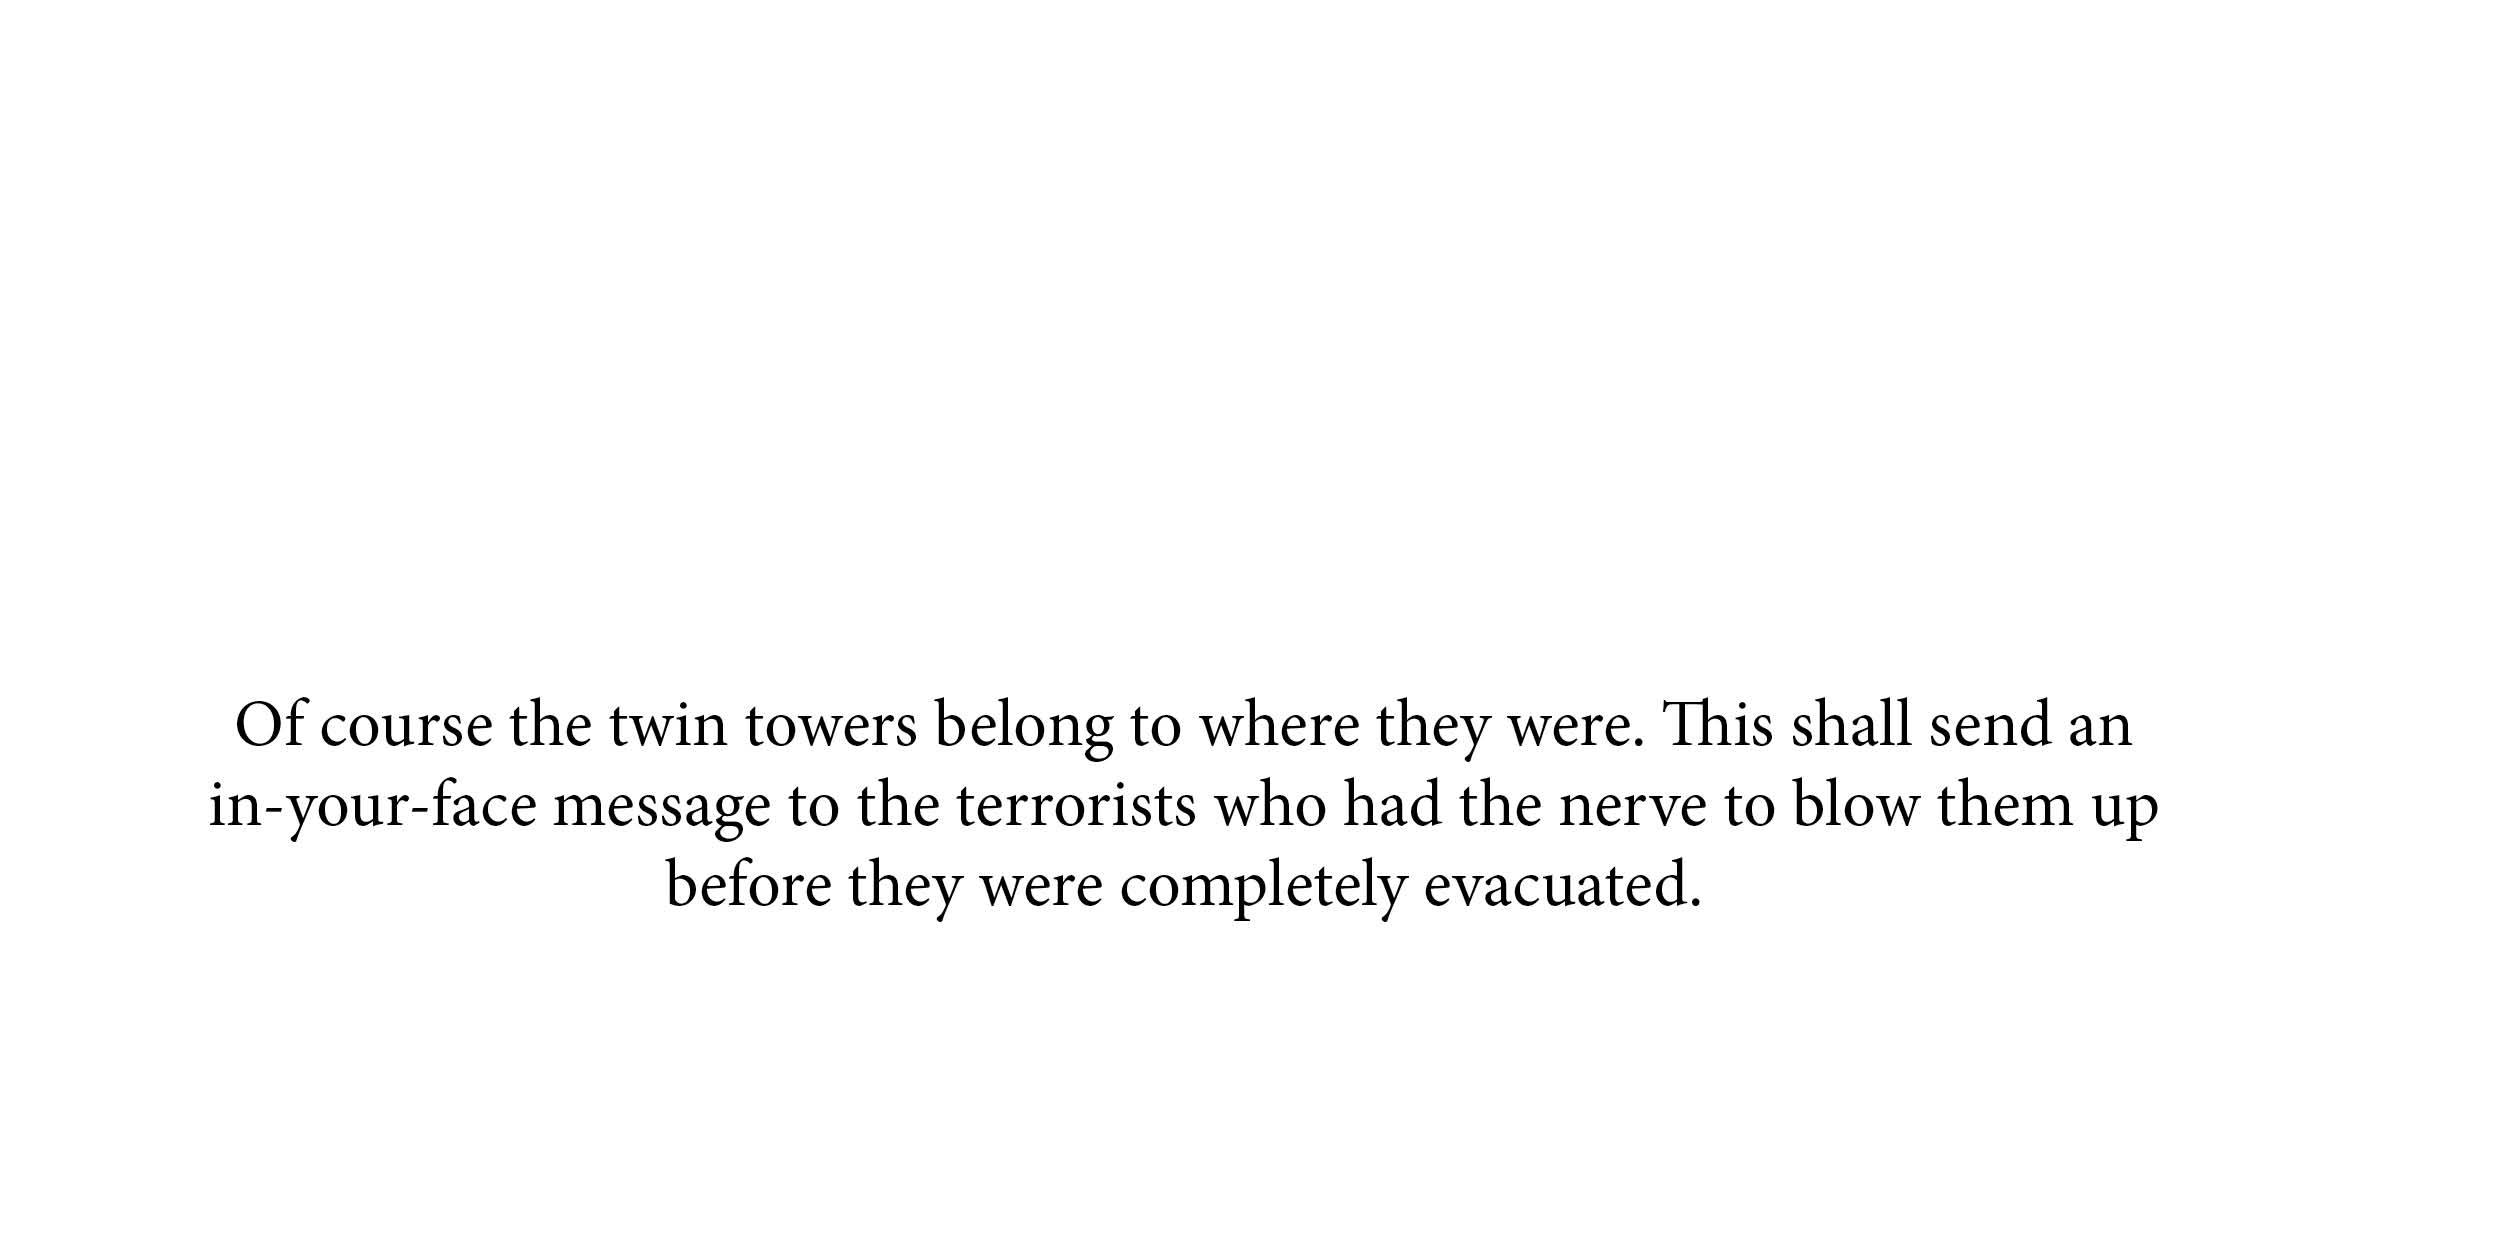 Of course the twin towers belong to where they were. This shall send an
in-your-face message to the terrorists who had the nerve to blow them up
before they were completely evacuated.